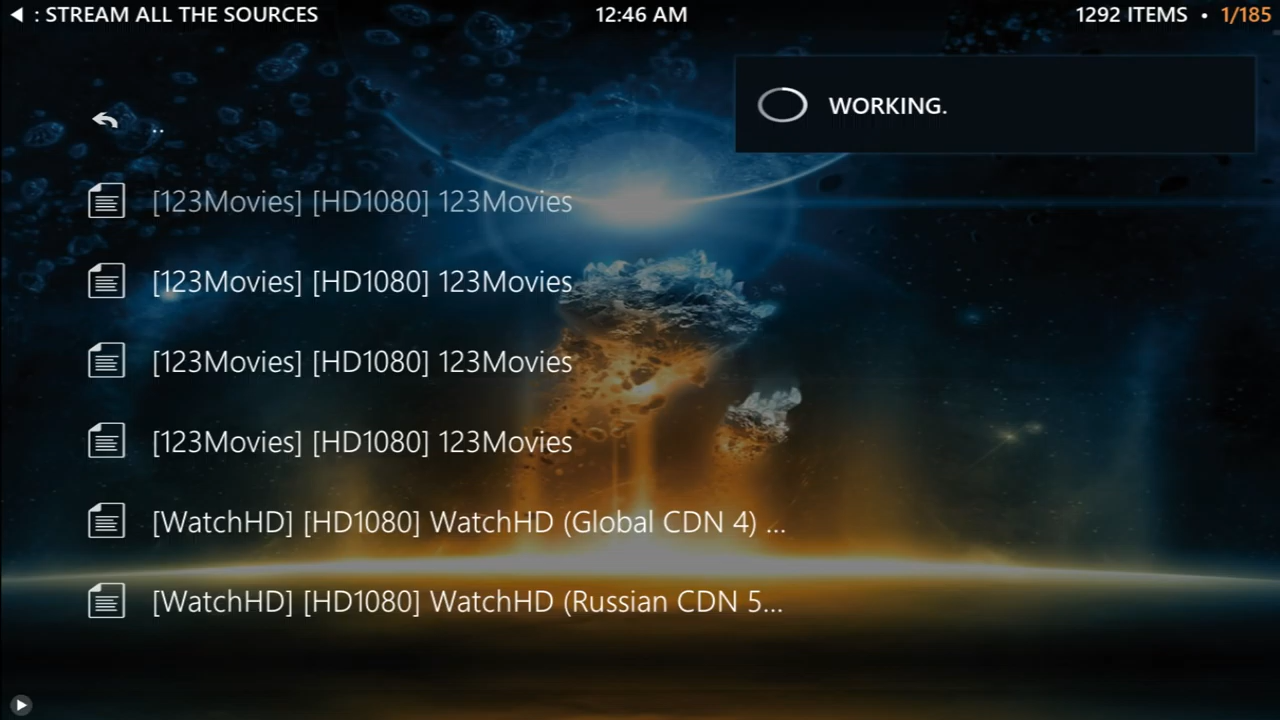 : STREAM ALL THE SOURCES
12:46 AM
1292 ITEMS • 1/185
WORKING.
..
[123Movies] [HD1080] 123Movies
[123Movies] [HD1080] 123Movies
[123Movies] [HD1080] 123Movies
[123Movies] [HD1080] 123Movies
[WatchHD] [HD1080] WatchHD (Global CDN 4) ...
[WatchHD] [HD1080] WatchHD (Russian CDN 5...